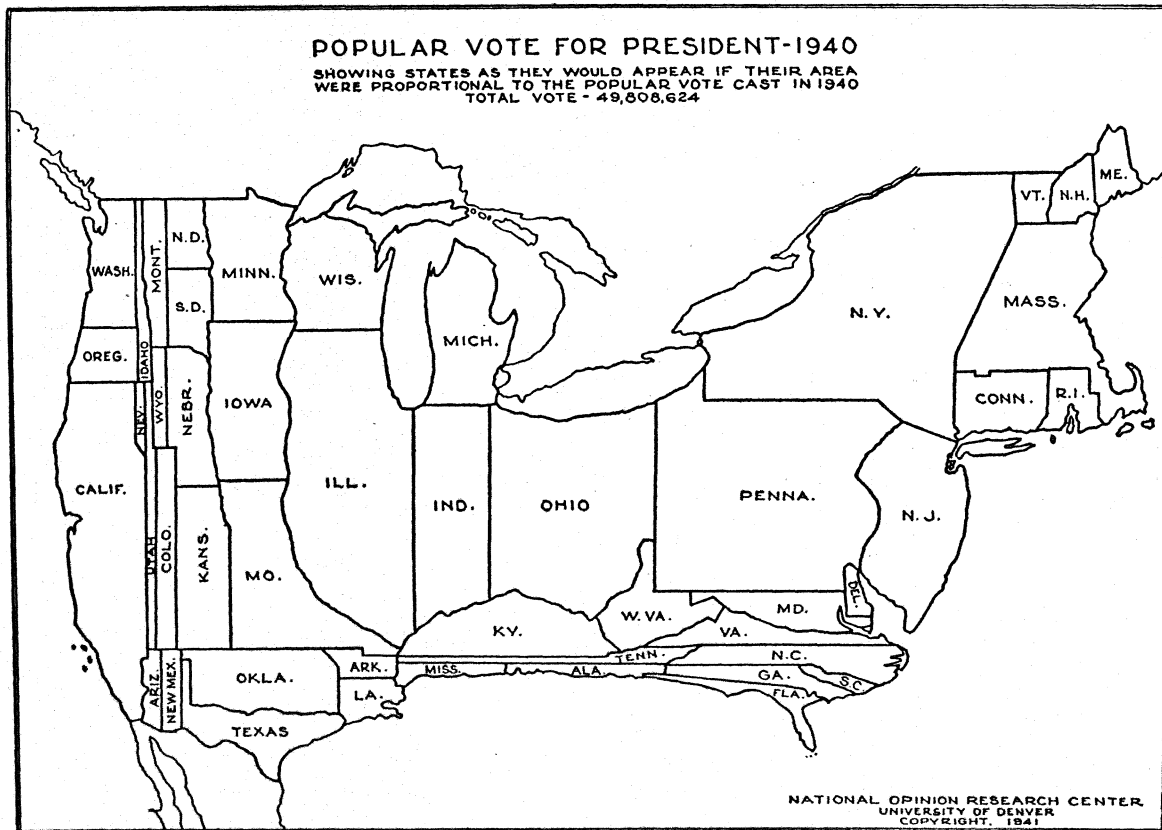 POPULAR VOTE FOR PRESIDENT-1940
SHOWING STATES AS THEY WOULD APPEAR IF THEIR AREA
WERE PROPORTIONAL TO THE POPULAR VOTE CAST IN 1940
TOTAL VOTE - 49,808,624
WASH.
MONT.
N.D.
MINN.
WIS.
MICH.
N.Y.
VT.
N.H.
ME.
MASS.
S.D.
OREG.
IDAHO
WYO.
NEV.
NEBR.
IOWA
CONN.
R.I.
CALIF.
ILL.
IND.
OHIO
PENNA.
N.J.
UTAH
COLO.
KANS.
MO.
KY.
W.VA.
VA.
MD.
DEL.
ARIZ.
NEW MEX.
OKLA.
ARK.
MISS.
ALA.
TENN.
N.C.
GA.
S.C.
FLA.
LA.
TEXAS
NATIONAL OPINION RESEARCH CENTER
UNIVERSITY OF DENVER
COPYRIGHT, 1941